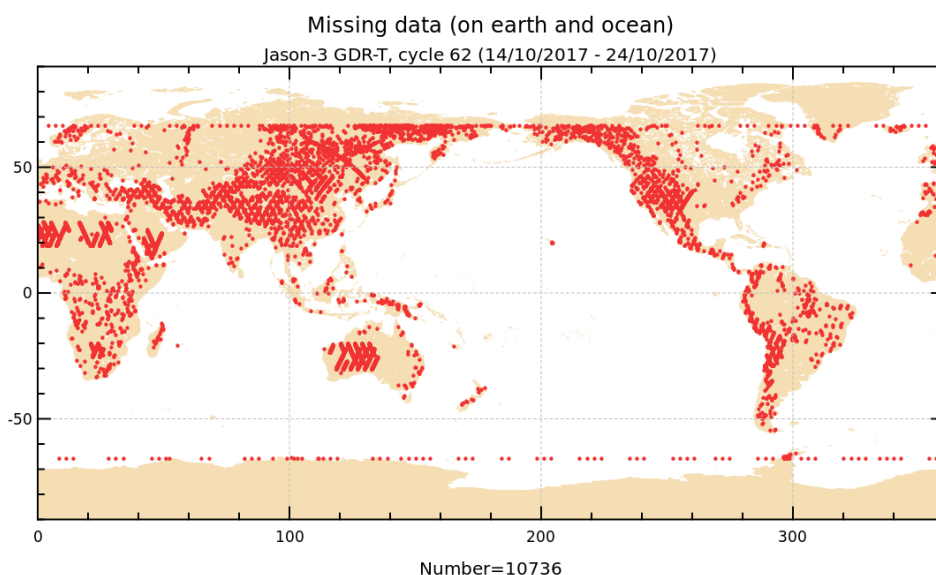 Missing data (on earth and ocean)
Jason-3 GDR-T, cycle 62 (14/10/2017 - 24/10/2017)
50
0
-50
0 100 200 300
Number=10736